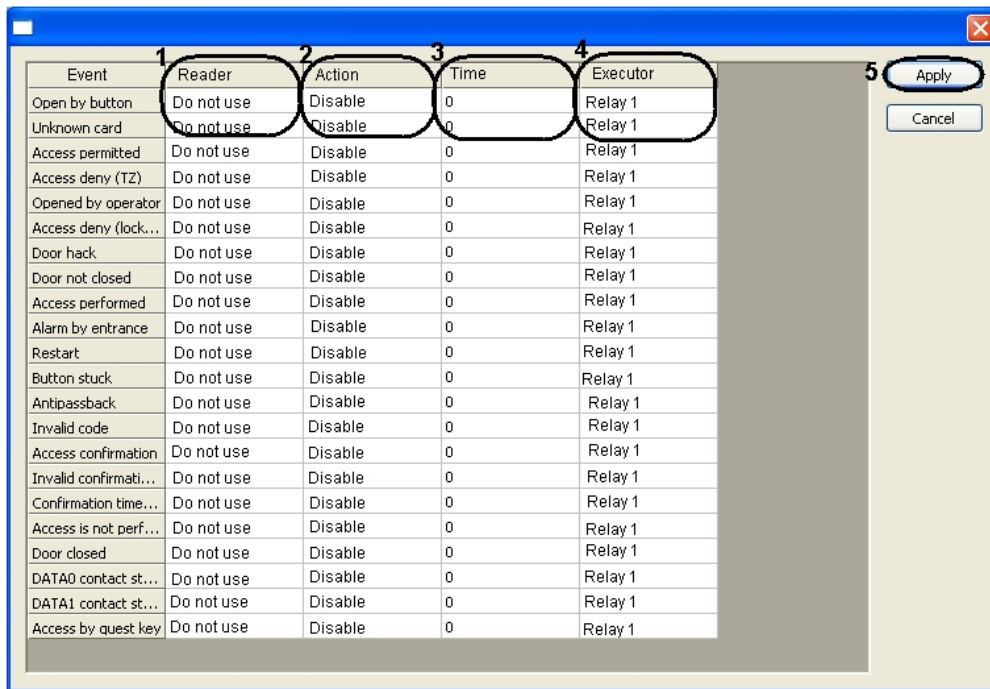 1 2 3 4
Event Reader Action Time Executor 5 Apply
Open by button Do not use Disable 0 Relay 1
Cancel
Unknown card Do not use Disable 0 Relay 1
Access permitted Do not use Disable 0 Relay 1
Access deny (TZ) Do not use Disable 0 Relay 1
Opened by operator Do not use Disable 0 Relay 1
Access deny (lock... Do not use Disable 0 Relay 1
Door hack Do not use Disable 0 Relay 1
Door not closed Do not use Disable 0 Relay 1
Access performed Do not use Disable 0 Relay 1
Alarm by entrance Do not use Disable 0 Relay 1
Restart Do not use Disable 0 Relay 1
Button stuck Do not use Disable 0 Relay 1
Antipassback Do not use Disable 0 Relay 1
Invalid code Do not use Disable 0 Relay 1
Access confirmation Do not use Disable 0 Relay 1
Invalid confirmati... Do not use Disable 0 Relay 1
Confirmation time... Do not use Disable 0 Relay 1
Access is not perf... Do not use Disable 0 Relay 1
Door closed Do not use Disable 0 Relay 1
DATA0 contact st... Do not use Disable 0 Relay 1
DATA1 contact st... Do not use Disable 0 Relay 1
Access by quest key Do not use Disable 0 Relay 1